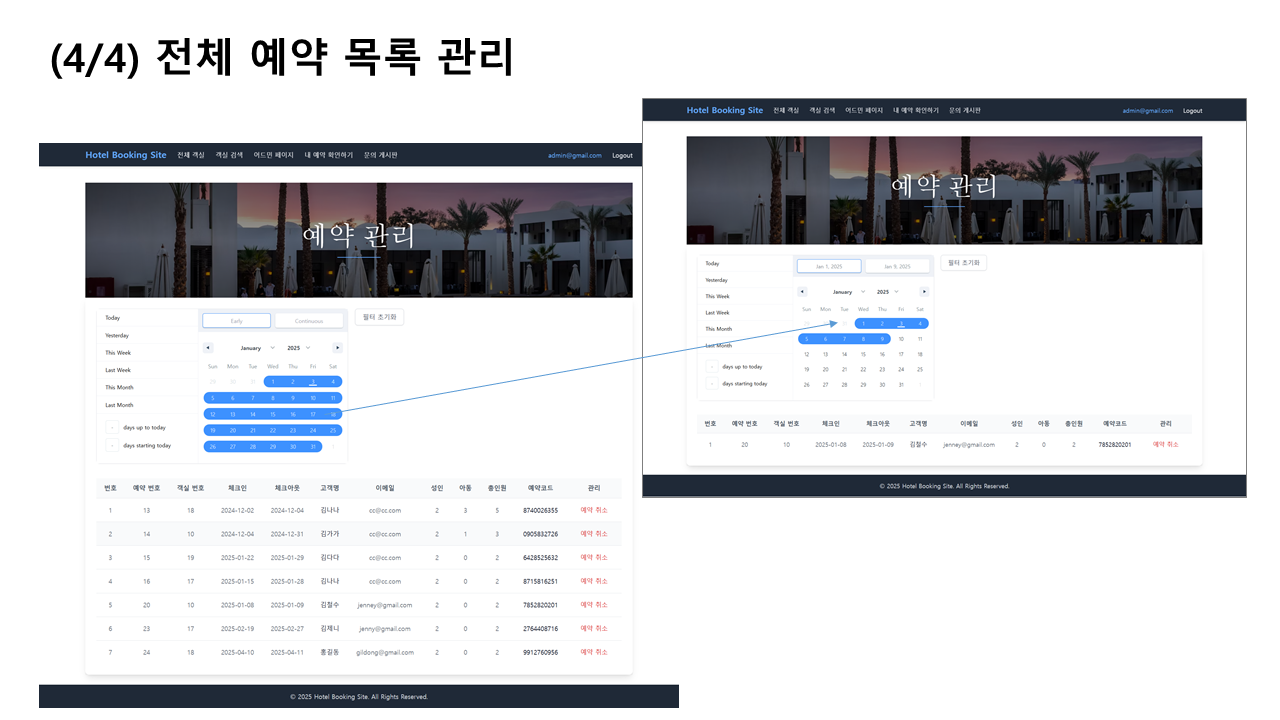 (4/4) 전체 예약 목록 관리
Hotel Booking Site 전체 객실 객실 검색 어드민 페이지 내 예약 확인하기 문의 게시판 admin@gmail.com Logout
예약 관리
Today
Yesterday
This Week
Last Week
This Month
Last Month
- days up to today
- days starting today
Early Continuous
January 2025
Sun Mon Tue Wed Thu Fri Sat
29 30 31 1 2 3 4
5 6 7 8 9 10 11
12 13 14 15 16 17 18
19 20 21 22 23 24 25
26 27 28 29 30 31 1
필터 초기화
번호 예약 번호 객실 번호 체크인 체크아웃 고객명 이메일 성인 아동 총인원 예약코드 관리
1 13 18 2024-12-02 2024-12-04 김나나 cc@cc.com 2 3 5 8740026355 예약 취소
2 14 10 2024-12-04 2024-12-31 김가가 cc@cc.com 2 1 3 0905832726 예약 취소
3 15 19 2025-01-22 2025-01-29 김다다 cc@cc.com 2 0 2 6428525632 예약 취소
4 16 17 2025-01-15 2025-01-28 김나나 cc@cc.com 2 0 2 8715816251 예약 취소
5 20 10 2025-01-08 2025-01-09 김철수 jenney@gmail.com 2 0 2 7852820201 예약 취소
6 23 17 2025-02-19 2025-02-27 김제니 jenny@gmail.com 2 0 2 2764408716 예약 취소
7 24 18 2025-04-10 2025-04-11 홍길동 gildong@gmail.com 2 0 2 9912760956 예약 취소
© 2025 Hotel Booking Site. All Rights Reserved.
Hotel Booking Site 전체 객실 객실 검색 어드민 페이지 내 예약 확인하기 문의 게시판 admin@gmail.com Logout
예약 관리
Today
Yesterday
This Week
Last Week
This Month
Last Month
- days up to today
- days starting today
Jan 1, 2025 Jan 9, 2025
January 2025
Sun Mon Tue Wed Thu Fri Sat
1 2 3 4
5 6 7 8 9 10 11
12 13 14 15 16 17 18
19 20 21 22 23 24 25
26 27 28 29 30 31 1
필터 초기화
번호 예약 번호 객실 번호 체크인 체크아웃 고객명 이메일 성인 아동 총인원 예약코드 관리
1 20 10 2025-01-08 2025-01-09 김철수 jenney@gmail.com 2 0 2 7852820201 예약 취소
© 2025 Hotel Booking Site. All Rights Reserved.